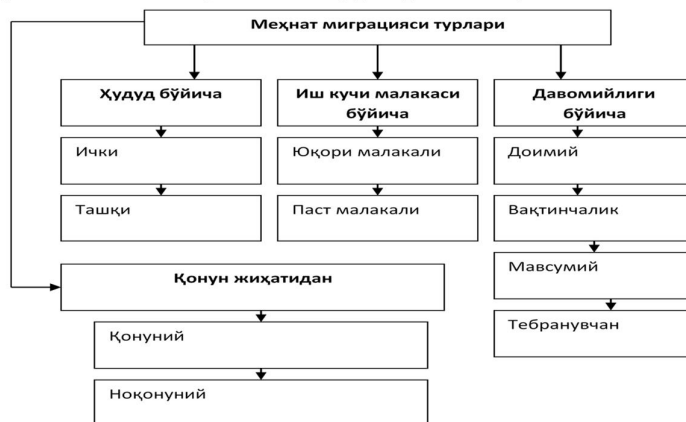 Меҳнат миграцияси турлари
Ҳудуд бўйича
Ички
Ташқи
Иш кучи малакаси
бўйича
Юқори малакали
Паст малакали
Давомийлиги
бўйича
Доимий
Вақтинчалик
Мавсумий
Тебранувчан
Қонун жиҳатидан
Қонуний
Ноқонуний